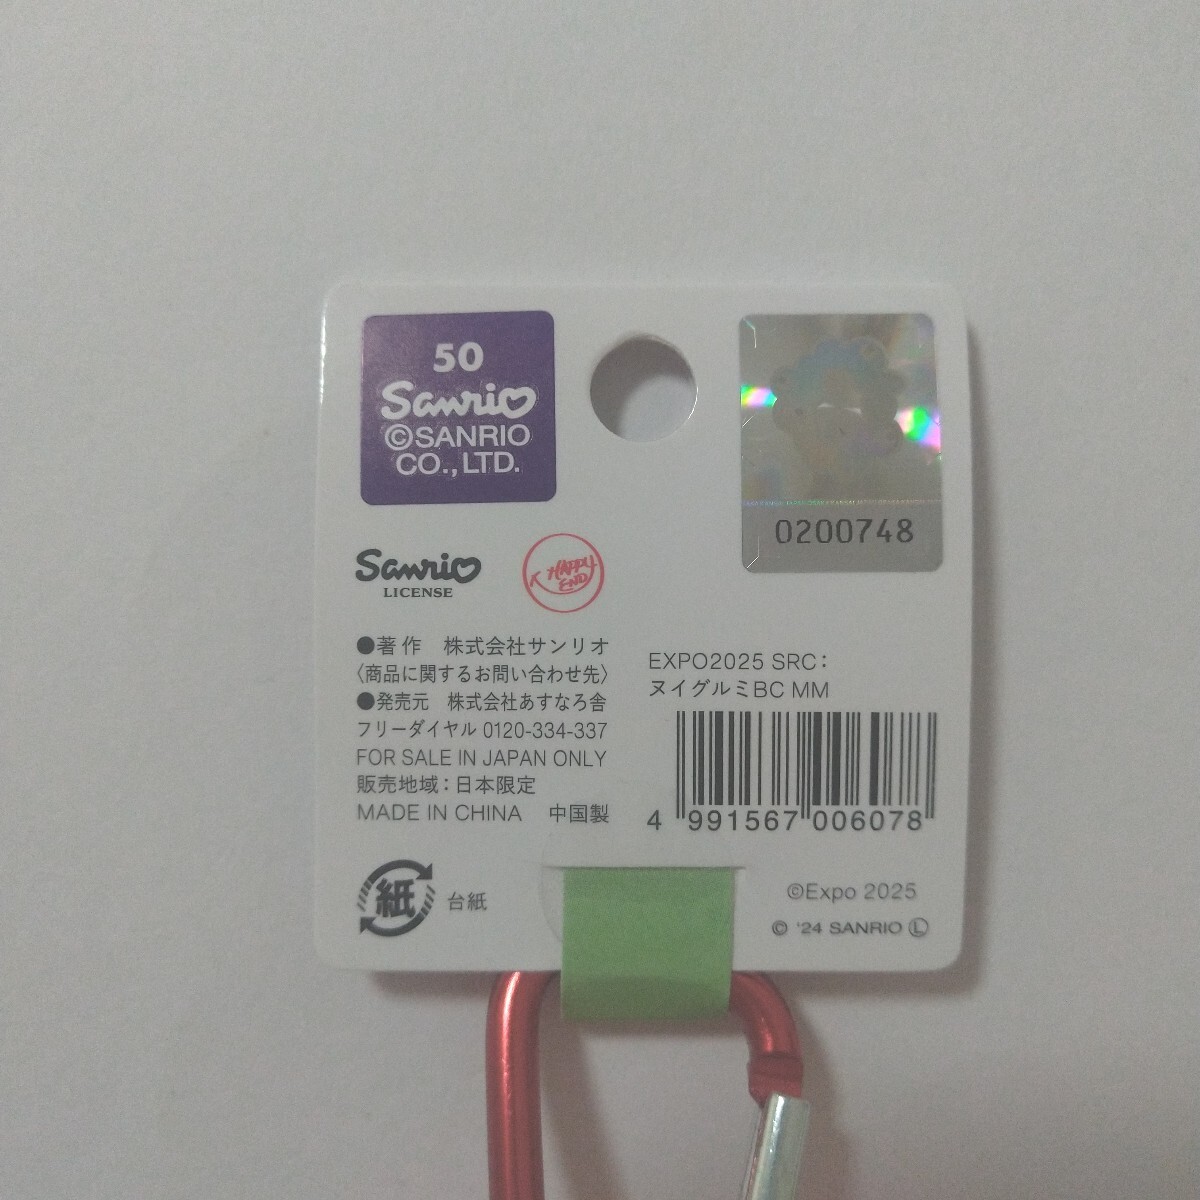 50
Sanrio
©SANRIO
CO.,LTD.
0200748
Sanrio
LICENSE
HAPPY
END
●著作 株式会社サンリオ
〈商品に関するお問い合わせ先〉
●発売元 株式会社あすなろ舎
フリーダイヤル 0120-334-337
FOR SALE IN JAPAN ONLY
販売地域：日本限定
MADE IN CHINA 中国製
紙 台紙
EXPO2025 SRC：
ヌイグルミBC MM
4 991567 006078
©Expo 2025
© '24 SANRIO Ⓛ